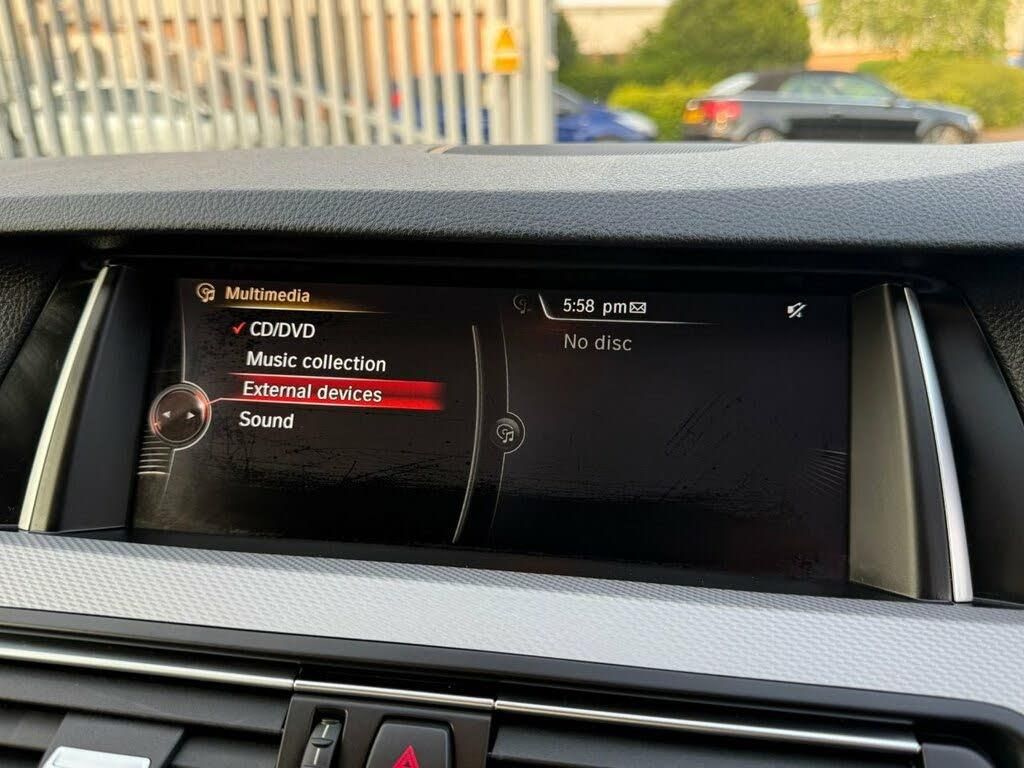 Multimedia
CD/DVD
Music collection
External devices
Sound
5:58 pm
No disc